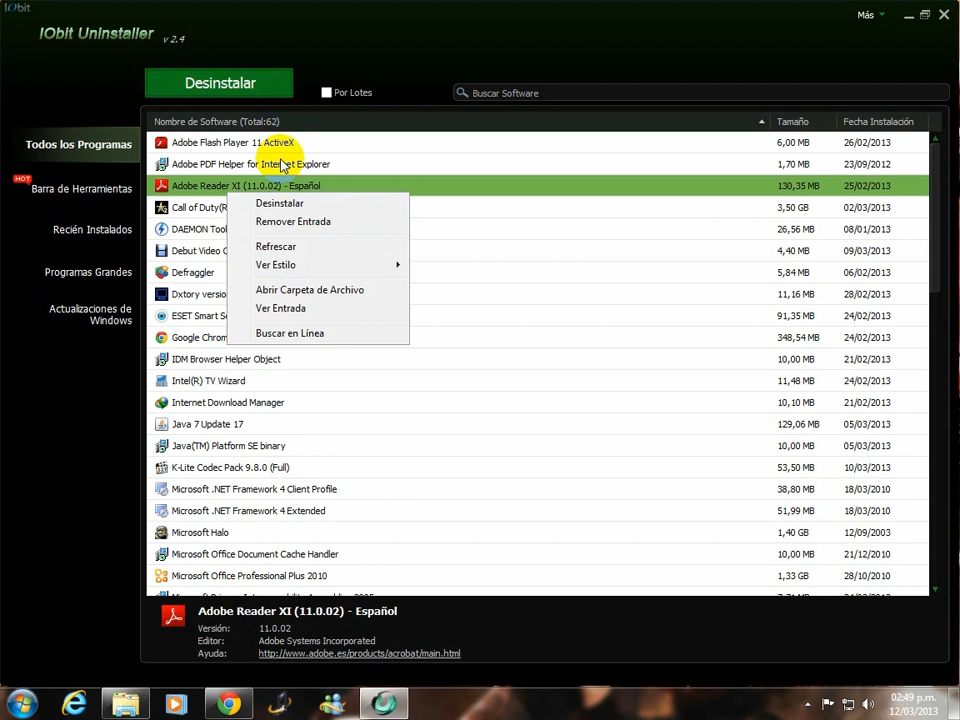 IObit
Más
IObit Uninstaller v 2.4
Desinstalar
Por Lotes
Buscar Software
Nombre de Software (Total:62) Tamaño Fecha Instalación
Todos los Programas
HOT
Barra de Herramientas
Recién Instalados
Programas Grandes
Actualizaciones de
Windows
Adobe Flash Player 11 ActiveX 6,00 MB 26/02/2013
Adobe PDF Helper for Internet Explorer 1,70 MB 23/09/2012
Adobe Reader XI (11.0.02) - Español 130,35 MB 25/02/2013
Call of Duty(R 3,50 GB 02/03/2013
DAEMON Tool 26,56 MB 08/01/2013
Debut Video C 4,40 MB 09/03/2013
Defraggler 5,84 MB 06/02/2013
Dxtory versio 11,16 MB 28/02/2013
ESET Smart Se 91,35 MB 24/02/2013
Google Chrom 348,54 MB 24/02/2013
IDM Browser Helper Object 10,00 MB 21/02/2013
Intel(R) TV Wizard 11,48 MB 24/02/2013
Internet Download Manager 10,10 MB 21/02/2013
Java 7 Update 17 129,06 MB 05/03/2013
Java(TM) Platform SE binary 10,00 MB 05/03/2013
K-Lite Codec Pack 9.8.0 (Full) 53,50 MB 10/03/2013
Microsoft .NET Framework 4 Client Profile 38,80 MB 18/03/2010
Microsoft .NET Framework 4 Extended 51,99 MB 18/03/2010
Microsoft Halo 1,40 GB 12/09/2003
Microsoft Office Document Cache Handler 10,00 MB 21/12/2010
Microsoft Office Professional Plus 2010 1,33 GB 28/10/2010
Desinstalar
Remover Entrada
Refrescar
Ver Estilo
Abrir Carpeta de Archivo
Ver Entrada
Buscar en Línea
Adobe Reader XI (11.0.02) - Español
Versión: 11.0.02
Editor: Adobe Systems Incorporated
Ayuda: http://www.adobe.es/products/acrobat/main.html
02:49 p.m.
12/03/2013